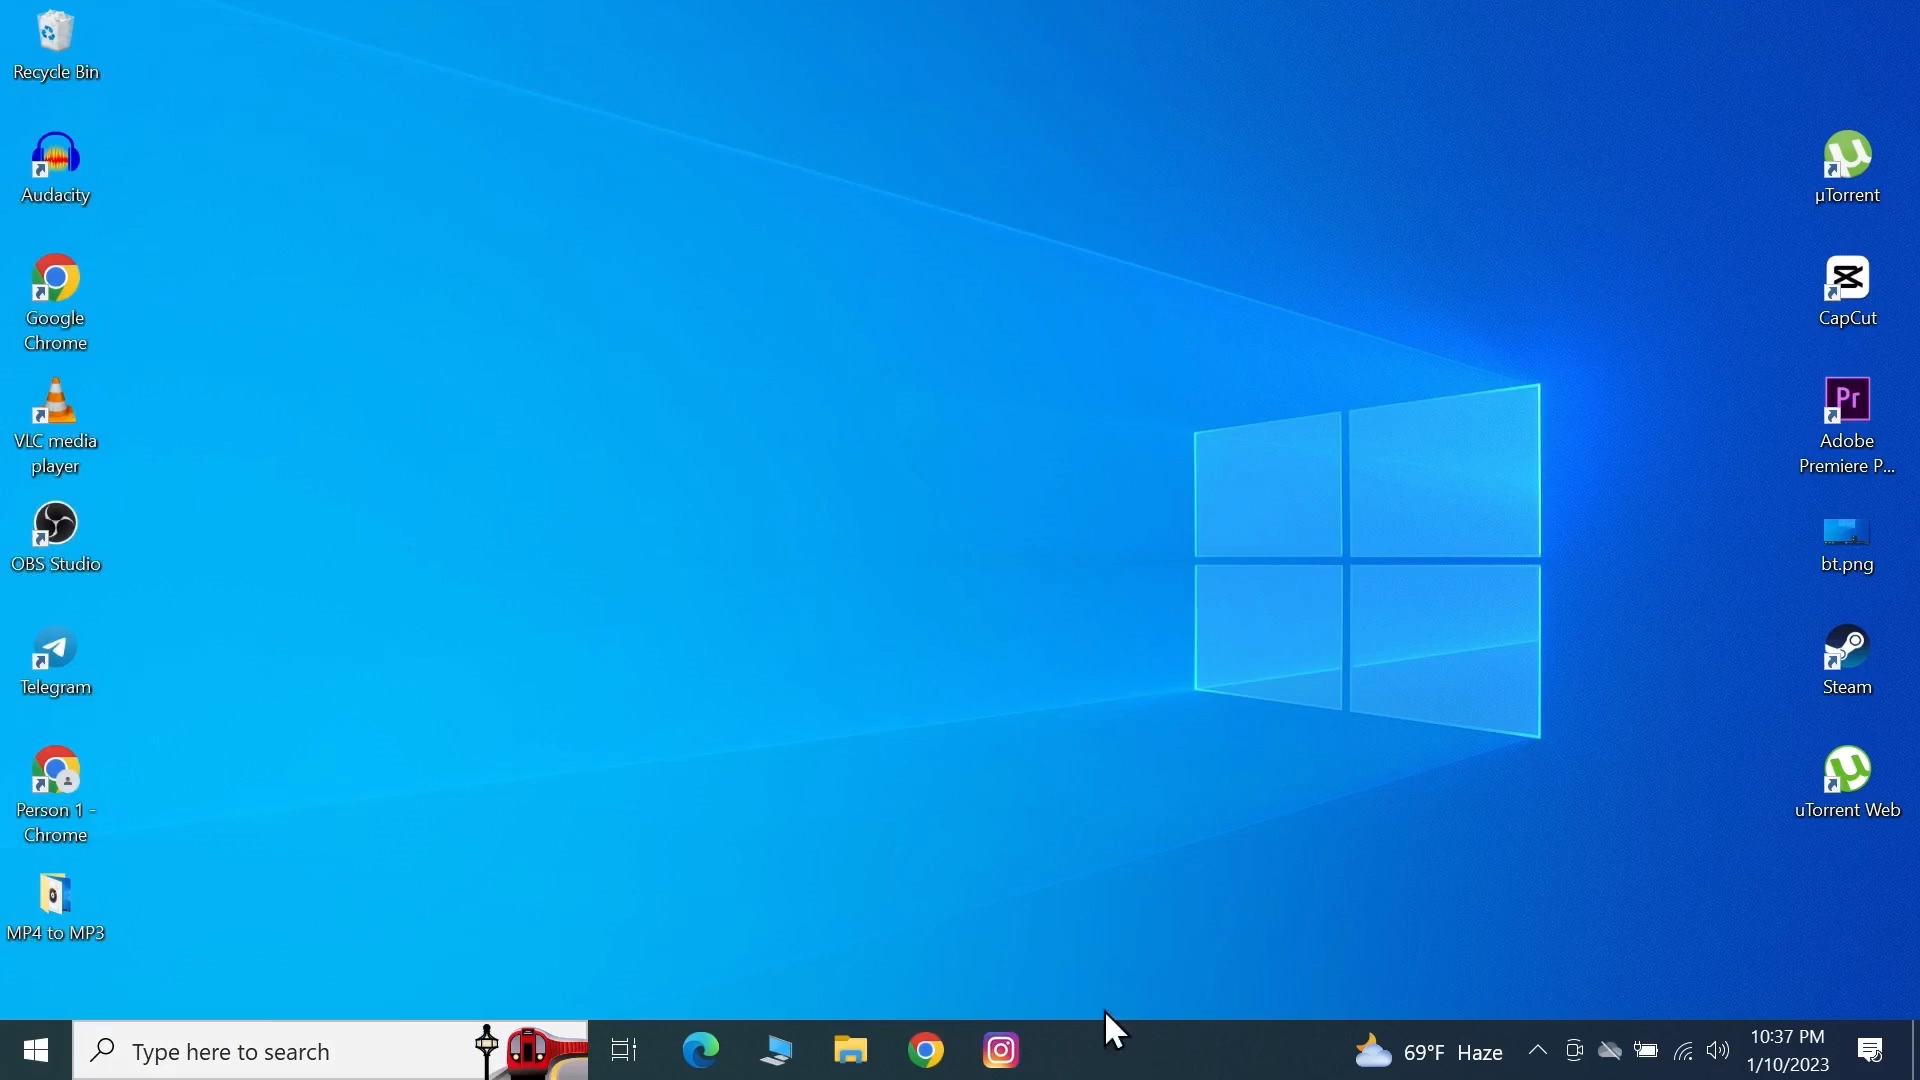 Recycle Bin
Audacity
Google
Chrome
VLC media
player
OBS Studio
Telegram
Person 1 -
Chrome
MP4 to MP3
µTorrent
CapCut
Pr
Adobe
Premiere P...
bt.png
Steam
uTorrent Web
Type here to search
69°F Haze
10:37 PM
1/10/2023